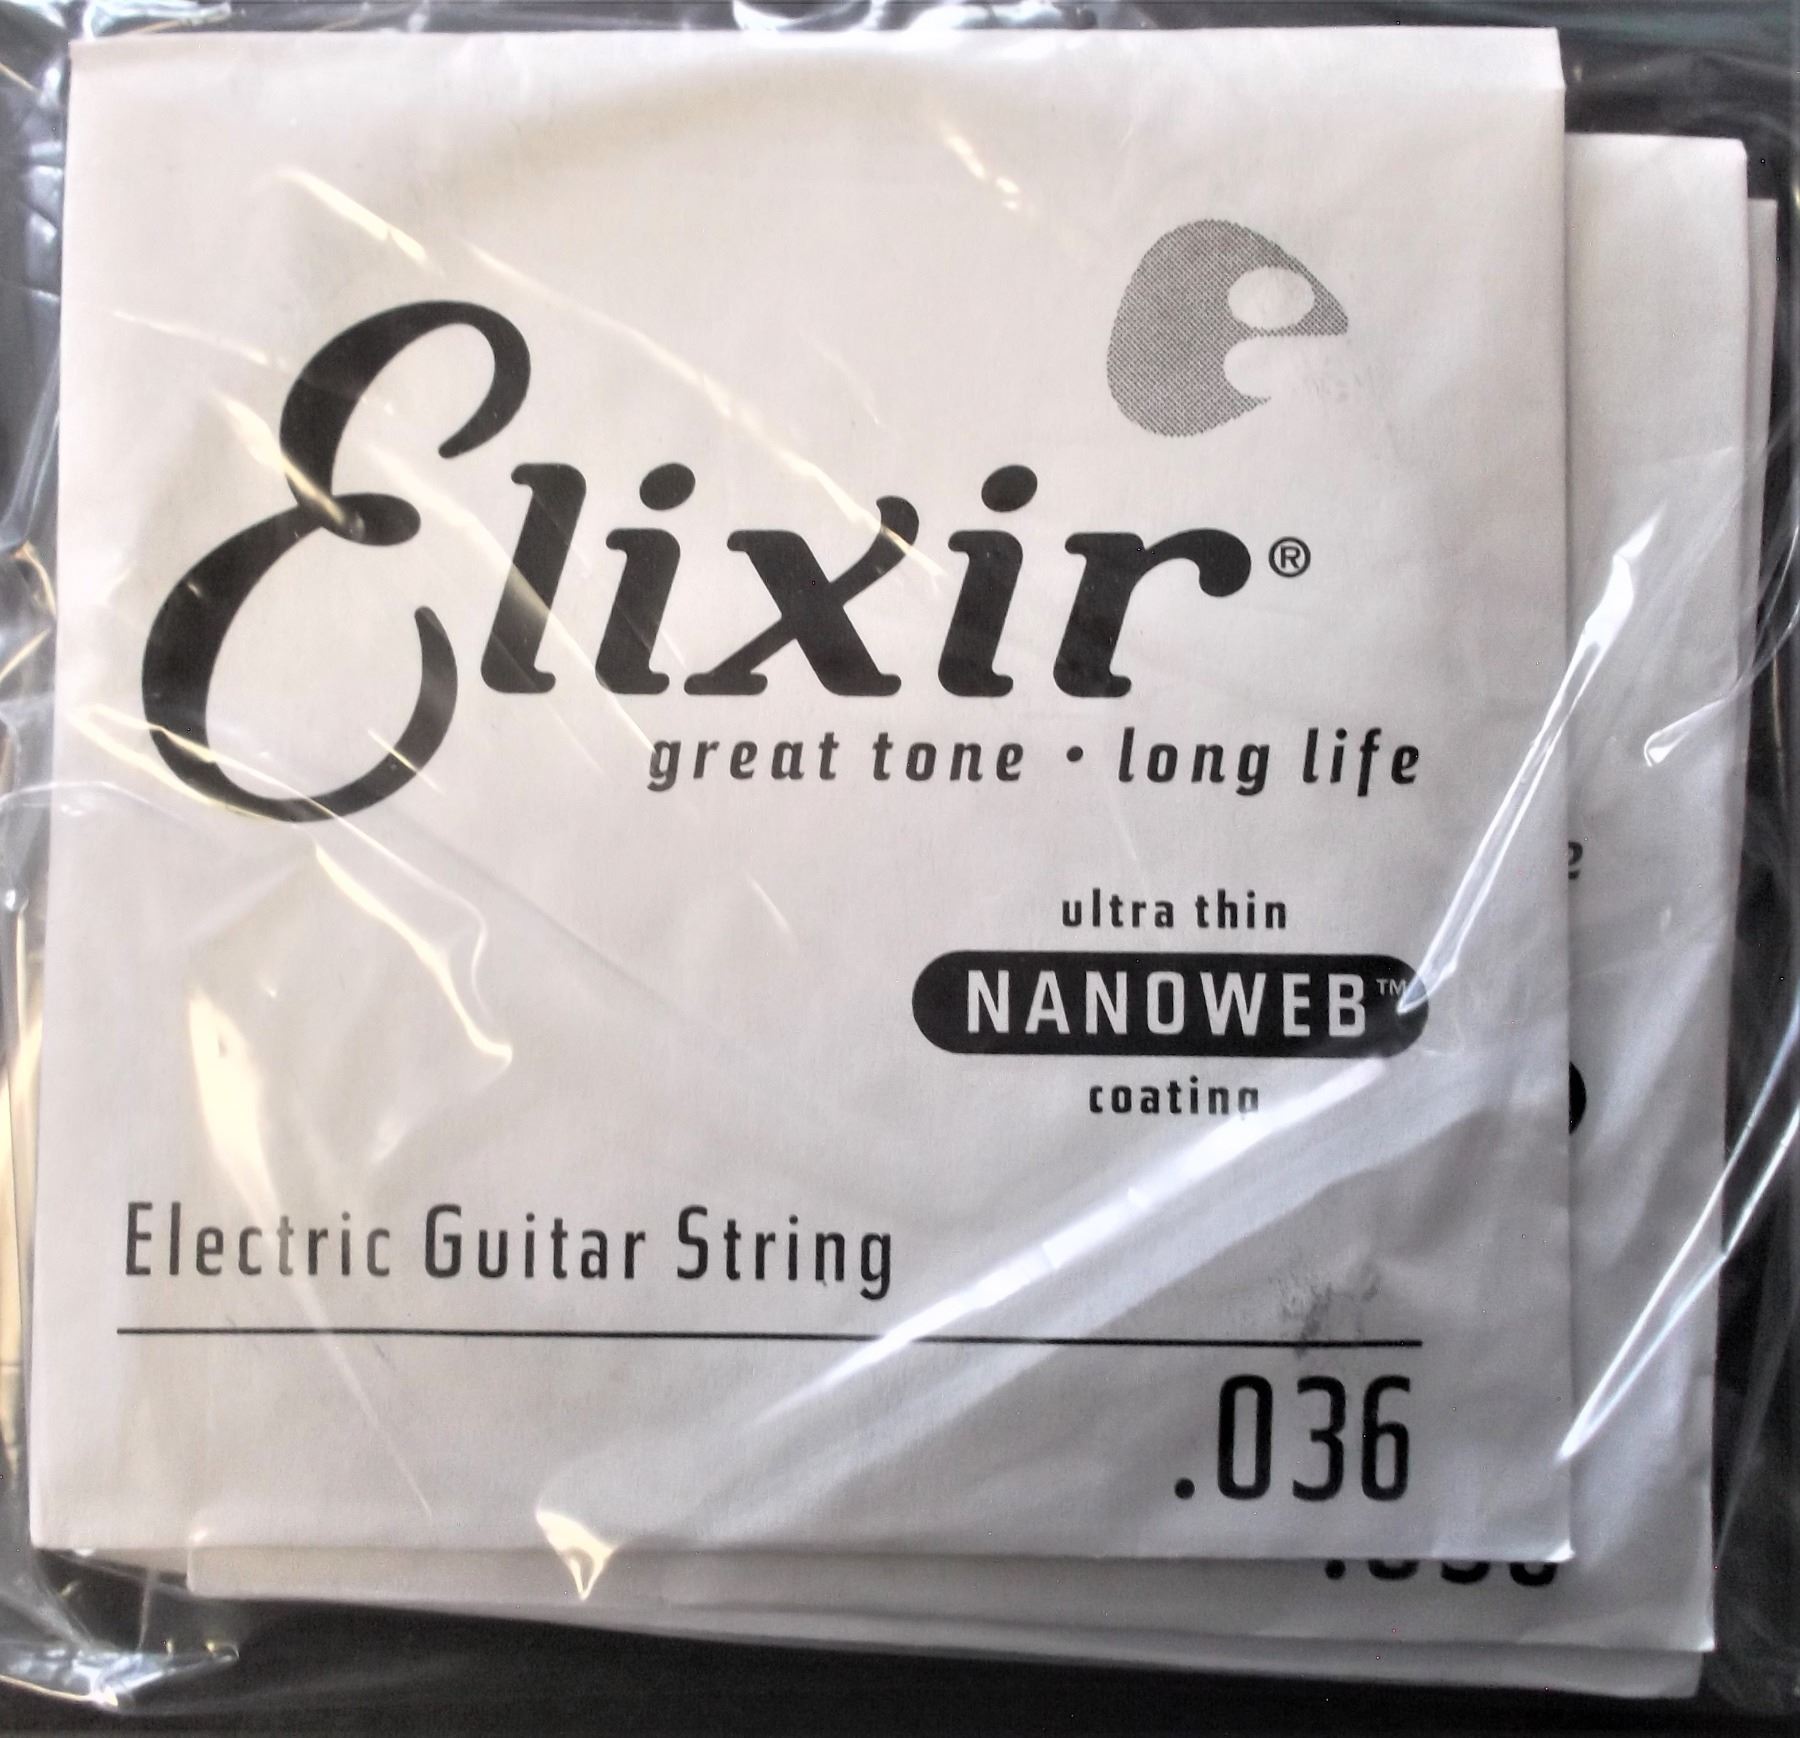 Elixir®
great tone • long life
ultra thin
NANOWEB™
coating
Electric Guitar String
.036